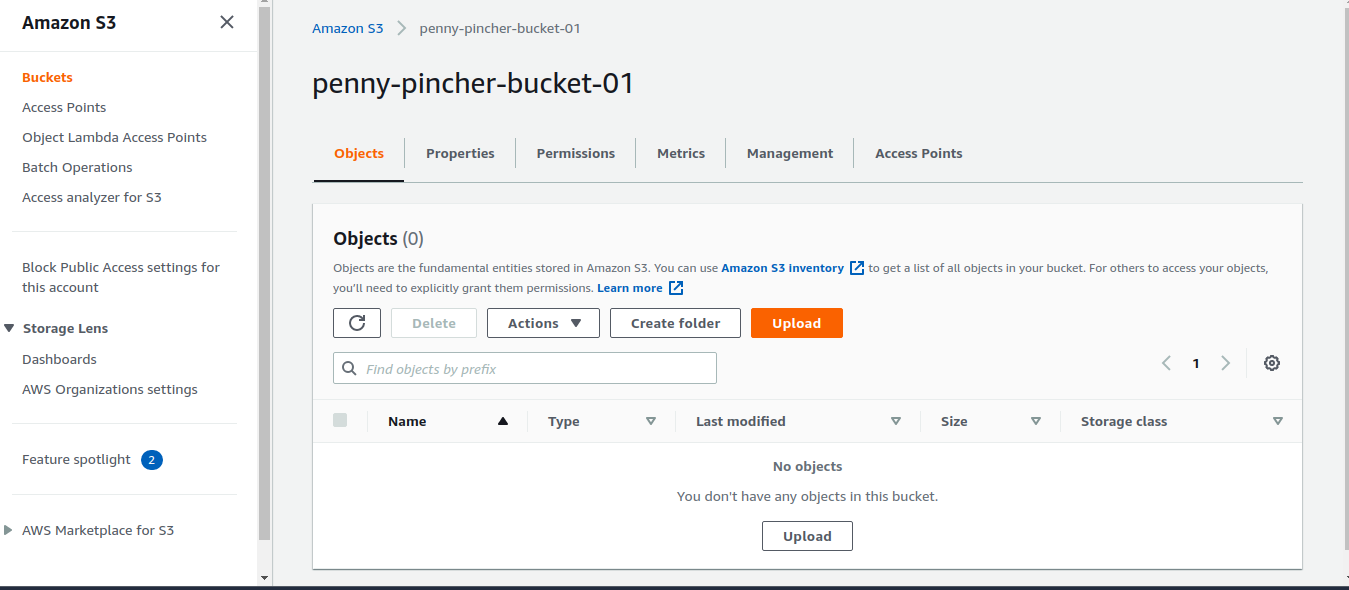 Amazon S3
Buckets
Access Points
Object Lambda Access Points
Batch Operations
Access analyzer for S3
Block Public Access settings for
this account
Storage Lens
Dashboards
AWS Organizations settings
Feature spotlight 2
AWS Marketplace for S3
Amazon S3 penny-pincher-bucket-01
penny-pincher-bucket-01
Objects Properties Permissions Metrics Management Access Points
Objects (0)
Objects are the fundamental entities stored in Amazon S3. You can use Amazon S3 inventory to get a list of all objects in your bucket. For others to access your objects,
you'll need to explicitly grant them permissions. Learn more
Delete Actions Create folder Upload
Find objects by prefix 1
Name Type Last modified Size Storage class
No objects
You don't have any objects in this bucket.
Upload